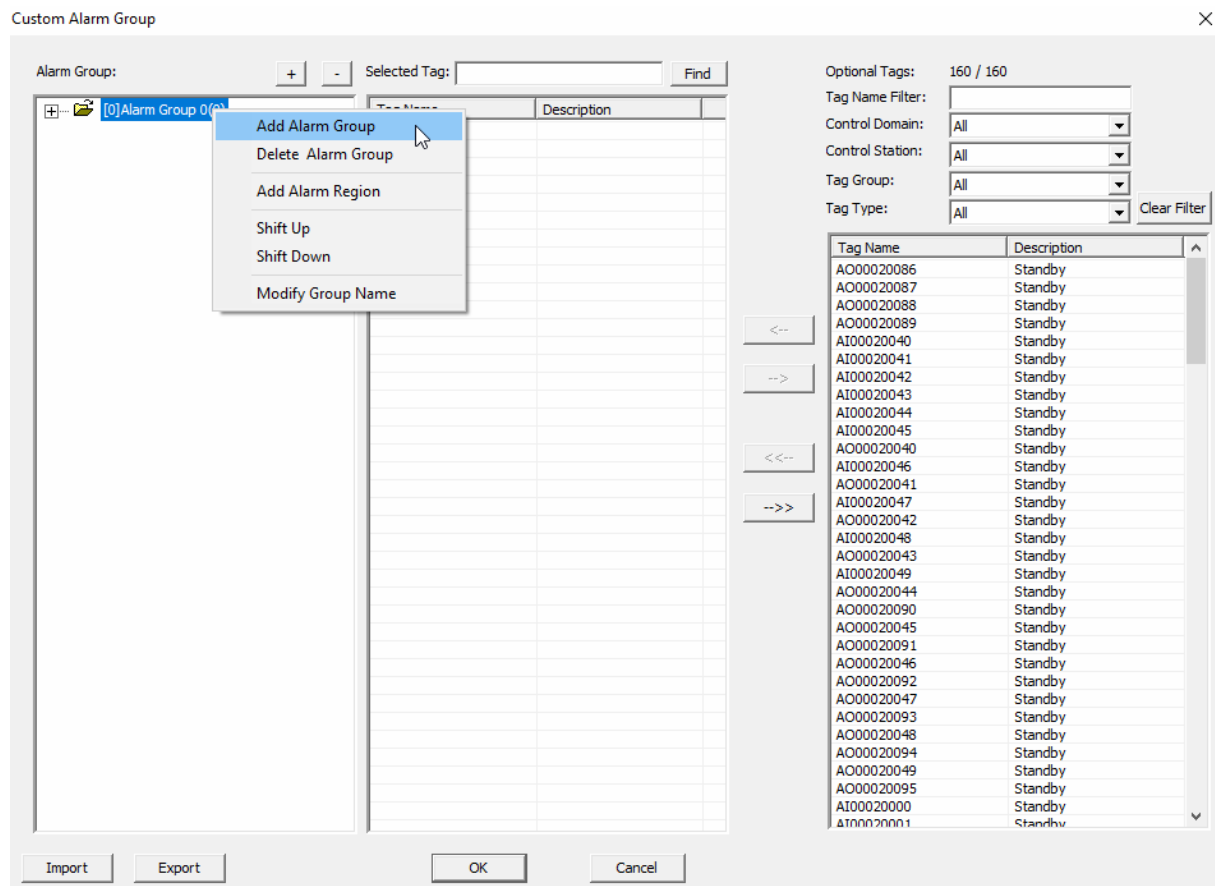 Custom Alarm Group
Alarm Group:
+
-
Selected Tag:
Find
Optional Tags: 160 / 160
Tag Name Filter:
Control Domain: All
Control Station: All
Tag Group: All
Tag Type: All
Clear Filter
[0]Alarm Group 0(0)
Tag Name Description
Add Alarm Group
Delete Alarm Group
Add Alarm Region
Shift Up
Shift Down
Modify Group Name
<--
-->
<<--
-->>
Tag Name Description
AO00020086 Standby
AO00020087 Standby
AO00020088 Standby
AO00020089 Standby
AI00020040 Standby
AI00020041 Standby
AI00020042 Standby
AI00020043 Standby
AI00020044 Standby
AI00020045 Standby
AO00020040 Standby
AI00020046 Standby
AO00020041 Standby
AI00020047 Standby
AO00020042 Standby
AI00020048 Standby
AO00020043 Standby
AI00020049 Standby
AO00020044 Standby
AO00020090 Standby
AO00020045 Standby
AO00020091 Standby
AO00020046 Standby
AO00020092 Standby
AO00020047 Standby
AO00020093 Standby
AO00020048 Standby
AO00020094 Standby
AO00020049 Standby
AO00020095 Standby
AI00020000 Standby
AI00020001 Standby
Import
Export
OK
Cancel